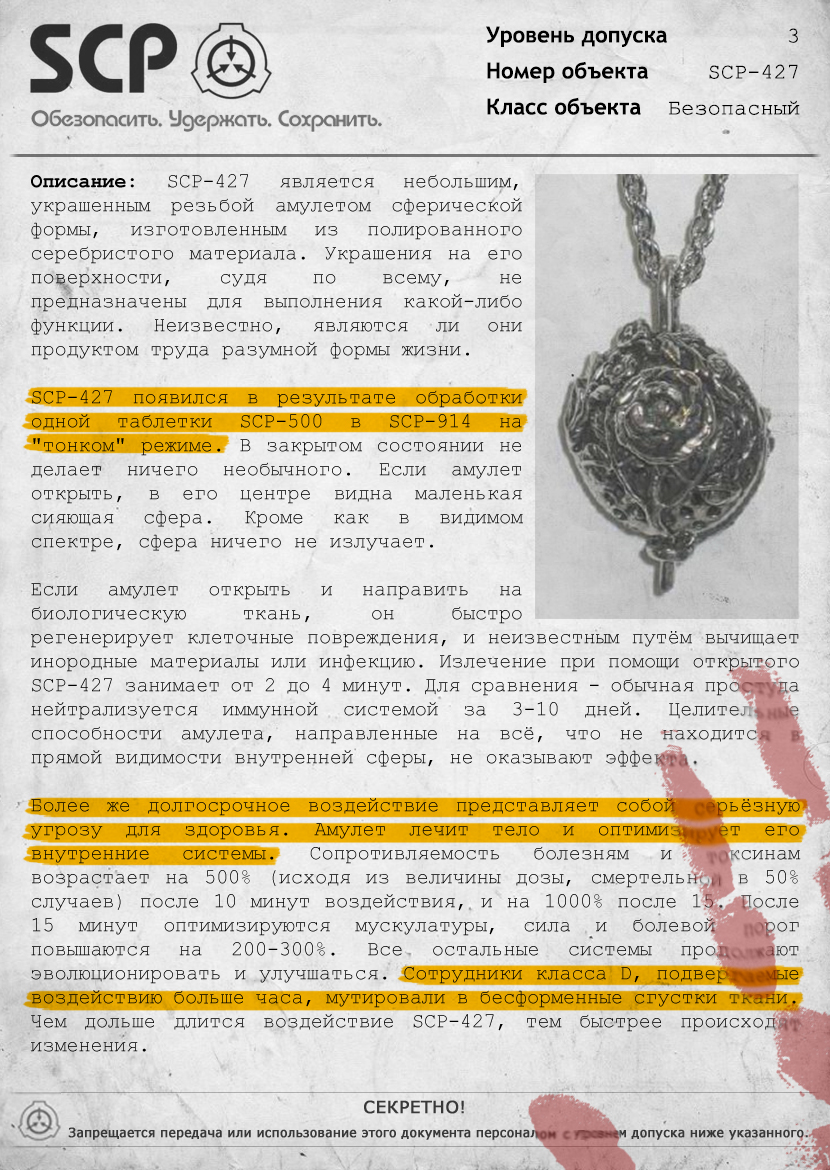 SCP
Обезопасить. Удержать. Сохранить.
Уровень допуска 3
Номер объекта SCP-427
Класс объекта Безопасный
Описание: SCP-427 является небольшим,
украшенным резьбой амулетом сферической
формы, изготовленным из полированного
серебристого материала. Украшения на его
поверхности, судя по всему, не
предназначены для выполнения какой-либо
функции. Неизвестно, являются ли они
продуктом труда разумной формы жизни.
SCP-427 появился в результате обработки
одной таблетки SCP-500 в SCP-914 на
"тонком" режиме. В закрытом состоянии не
делает ничего необычного. Если амулет
открыть, в его центре видна маленькая
сияющая сфера. Кроме как в видимом
спектре, сфера ничего не излучает.
Если амулет открыть и направить на
биологическую ткань, он быстро
регенерирует клеточные повреждения, и неизвестным путём вычищает
инородные материалы или инфекцию. Излечение при помощи открытого
SCP-427 занимает от 2 до 4 минут. Для сравнения - обычная простуда
нейтрализуется иммунной системой за 3-10 дней. Целительные
способности амулета, направленные на всё, что не находится в
прямой видимости внутренней сферы, не оказывают эффекта.
Более же долгосрочное воздействие представляет собой серьёзную
угрозу для здоровья. Амулет лечит тело и оптимизирует его
внутренние системы. Сопротивляемость болезням и токсинам
возрастает на 500% (исходя из величины дозы, смертельной в 50%
случаев) после 10 минут воздействия, и на 1000% после 15. После
15 минут оптимизируются мускулатуры, сила и болевой порог
повышаются на 200-300%. Все остальные системы продолжают
эволюционировать и улучшаться. Сотрудники класса D, подвергаемые
воздействию больше часа, мутировали в бесформенные сгустки ткани.
Чем дольше длится воздействие SCP-427, тем быстрее происходят
изменения.
СЕКРЕТНО!
Запрещается передача или использование этого документа персоналом с уровнем допуска ниже указанного.